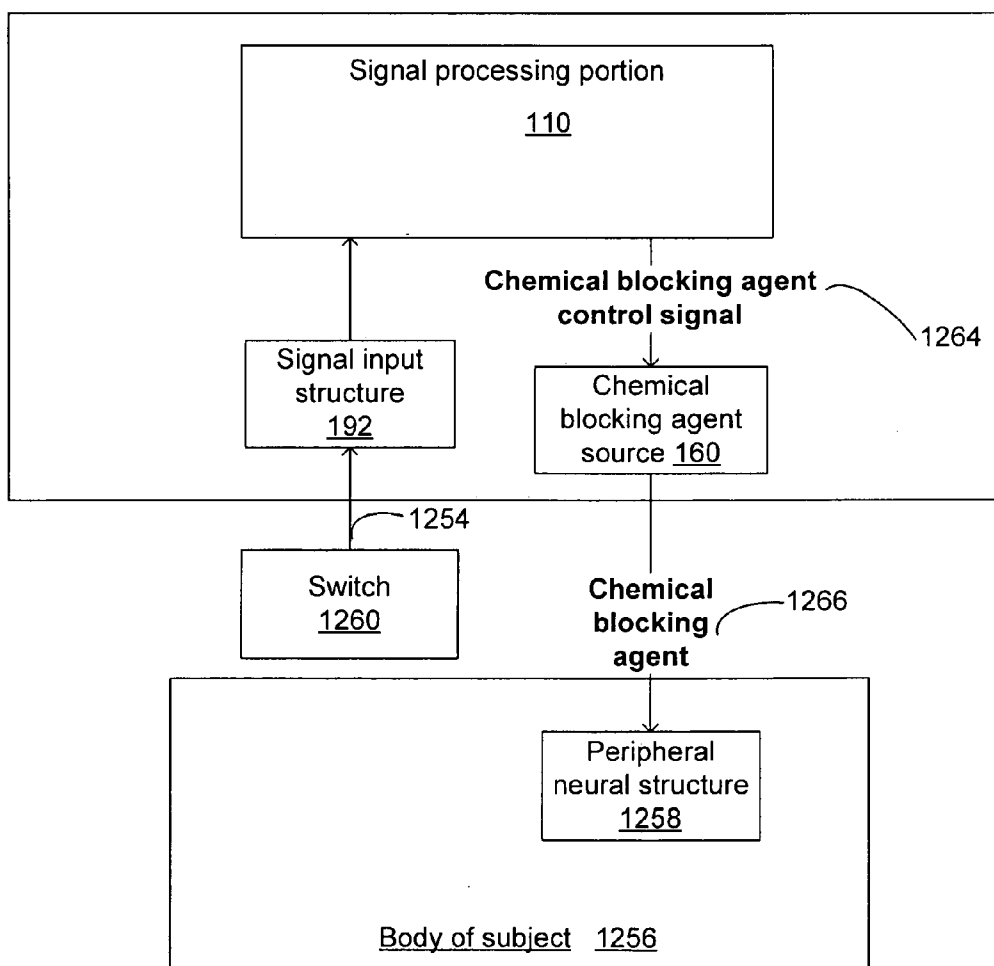 Signal processing portion
110
Chemical blocking agent
control signal
1264
Signal input
structure
192
Chemical
blocking agent
source 160
1254
Switch
1260
Chemical
blocking
agent
1266
Peripheral
neural structure
1258
Body of subject 1256